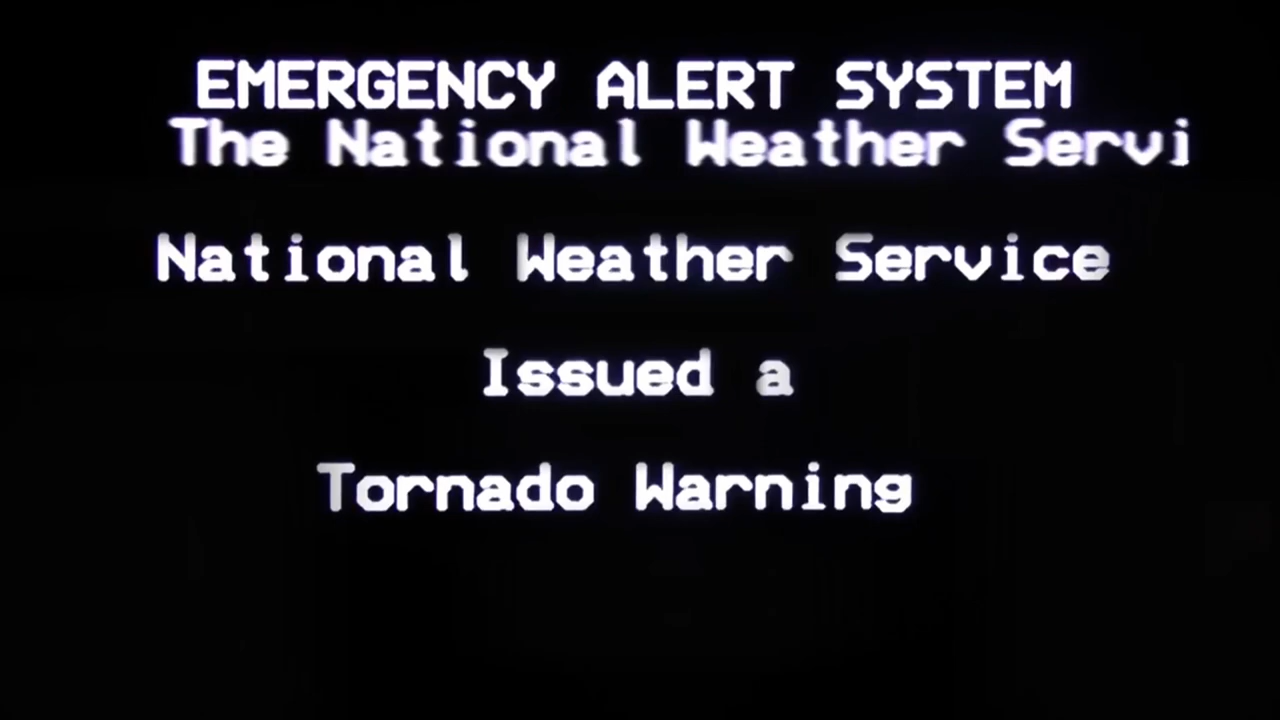 EMERGENCY ALERT SYSTEM
The National Weather Servi
National Weather Service
Issued a
Tornado Warning